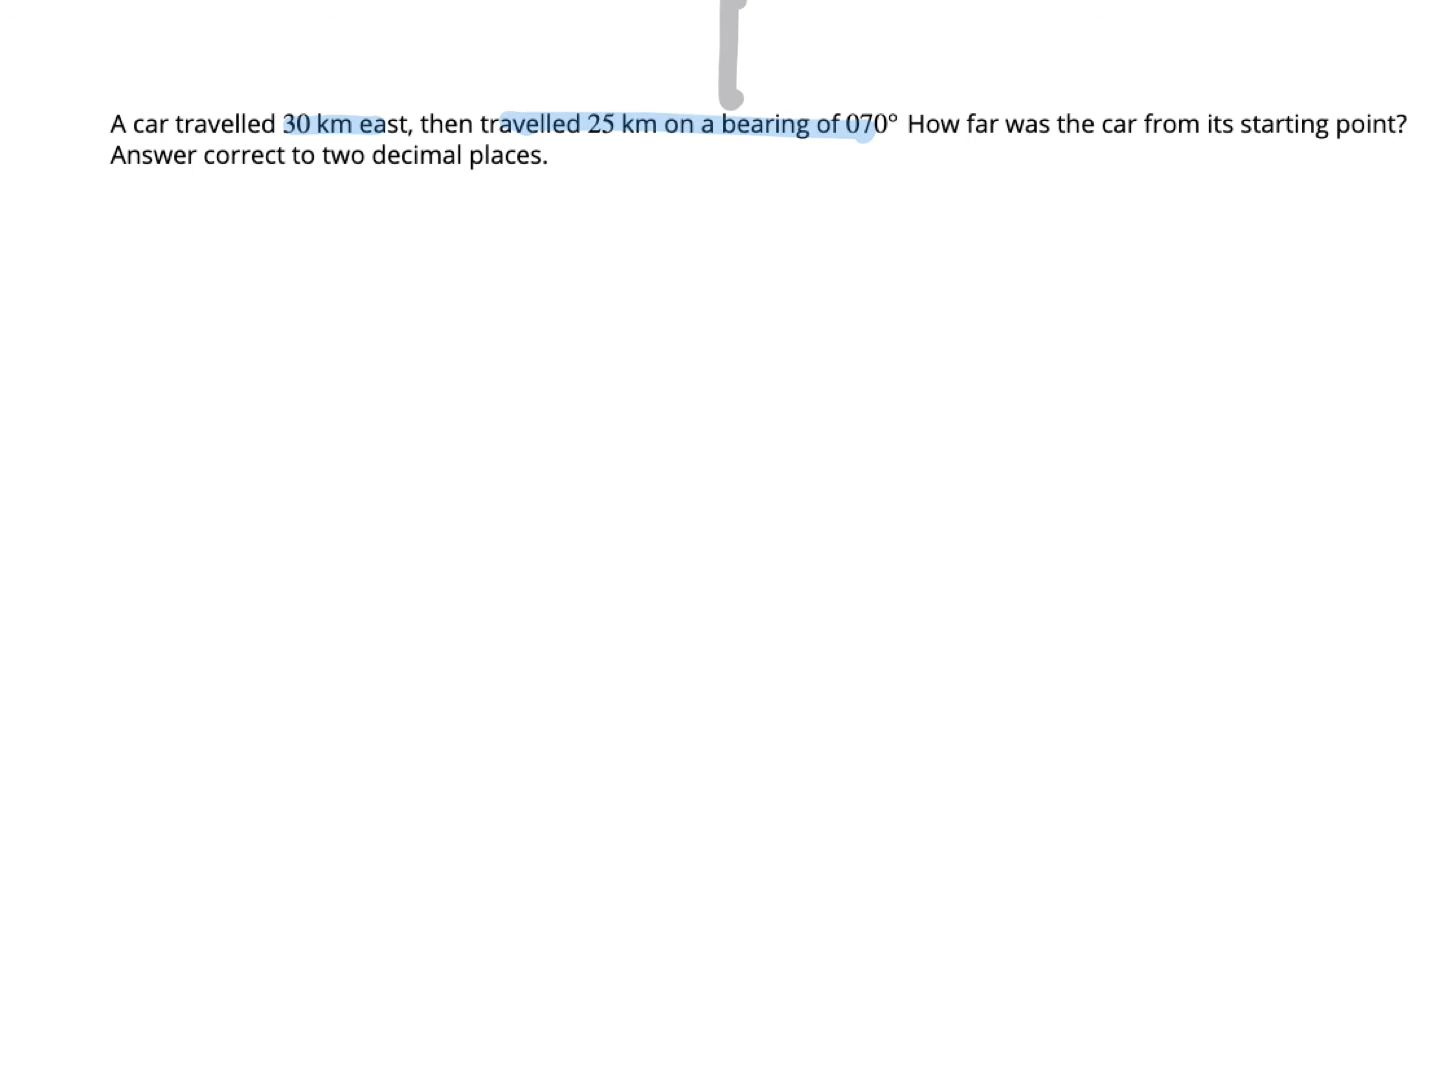 A car travelled 30 km east, then travelled 25 km on a bearing of 070° How far was the car from its starting point?
Answer correct to two decimal places.